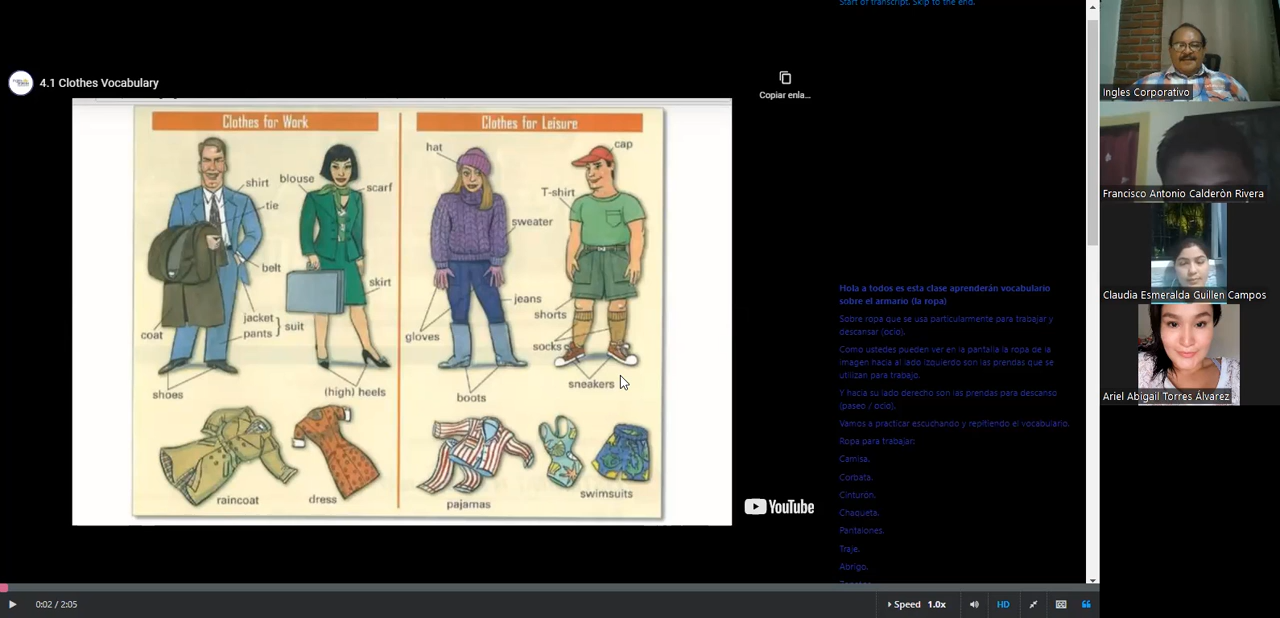 Start of transcript. Skip to the end.
4.1 Clothes Vocabulary
Copiar enla...
Clothes for Work
Clothes for Leisure
shirt
blouse
scarf
tie
belt
skirt
jacket
pants
suit
coat
shoes
(high) heels
raincoat
dress
hat
cap
T-shirt
sweater
jeans
shorts
gloves
socks
sneakers
boots
pajamas
swimsuits
YouTube
Hola a todos es esta clase aprenderán vocabulario
sobre el armario (la ropa)
Sobre ropa que se usa particularmente para trabajar y
descansar (ocio).
Como ustedes pueden ver en la pantalla la ropa de la
imagen hacia al lado izquierdo son las prendas que se
utilizan para trabajo.
Y hacia su lado derecho son las prendas para descanso
(paseo / ocio).
Vamos a practicar escuchando y repitiendo el vocabulario.
Ropa para trabajar:
Camisa.
Corbata.
Cinturón.
Chaqueta.
Pantalones.
Traje.
Abrigo.
0:02 / 2:05
Speed 1.0x
HD
Ingles Corporativo
Francisco Antonio Calderòn Rivera
Claudia Esmeralda Guillen Campos
Ariel Abigail Torres Álvarez